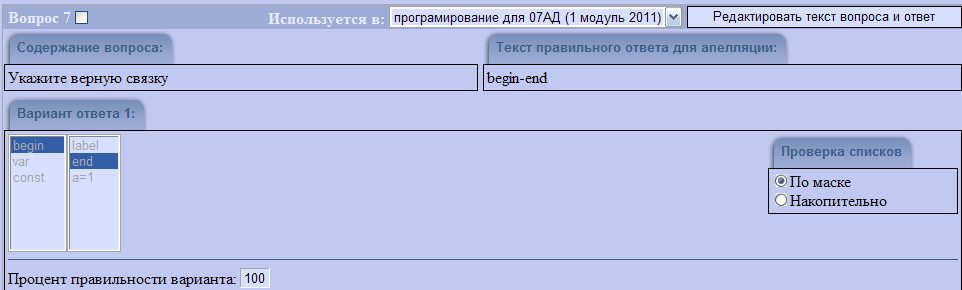 Вопрос 7 Используется в: програмирование для 07АД (1 модуль 2011) Редактировать текст вопроса и ответ
Содержание вопроса: Текст правильного ответа для апелляции:
Укажите верную связку begin-end
Вариант ответа 1:
begin label
var end
const a=1
Проверка списков
По маске
Накопительно
Процент правильности варианта: 100